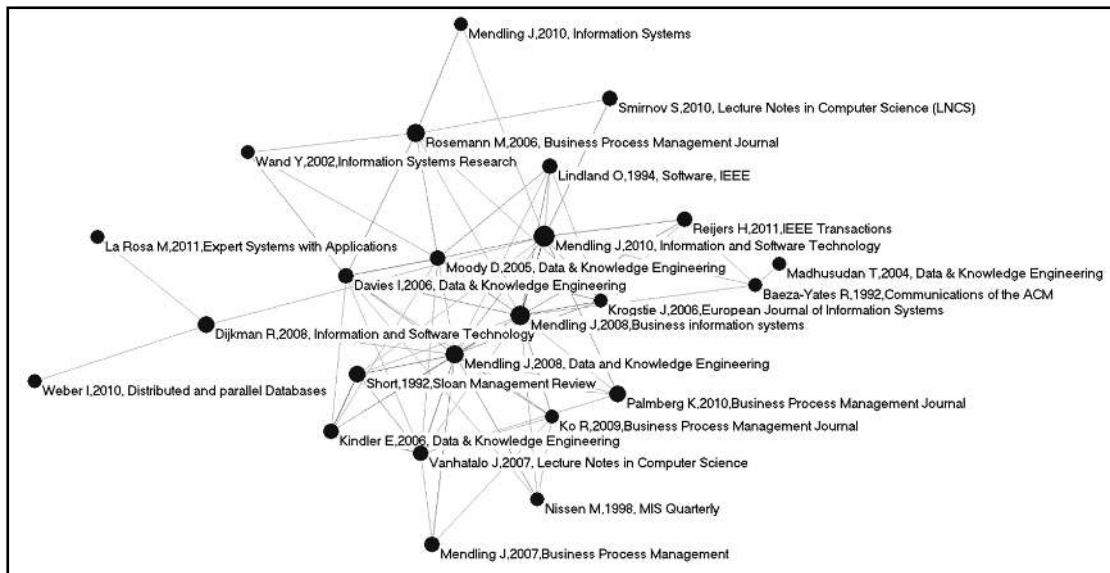 Mendling J,2010, Information Systems
Smirnov S,2010, Lecture Notes in Computer Science (LNCS)
Rosemann M,2006, Business Process Management Journal
Wand Y,2002,Information Systems Research
Lindland O,1994, Software, IEEE
Reijers H,2011,IEEE Transactions
La Rosa M,2011,Expert Systems with Applications
Mendling J,2010, Information and Software Technology
Moody D,2005, Data & Knowledge Engineering
Madhusudan T,2004, Data & Knowledge Engineering
Davies I,2006, Data & Knowledge Engineering
Baeza-Yates R,1992,Communications of the ACM
Krogstie J,2006,European Journal of Information Systems
Mendling J,2008,Business information systems
Dijkman R,2008, Information and Software Technology
Mendling J,2008, Data and Knowledge Engineering
Short,1992,Sloan Management Review
Weber I,2010, Distributed and parallel Databases
Palmberg K,2010,Business Process Management Journal
Ko R,2009,Business Process Management Journal
Kindler E,2006, Data & Knowledge Engineering
Vanhatalo J,2007, Lecture Notes in Computer Science
Nissen M,1998, MIS Quarterly
Mendling J,2007,Business Process Management